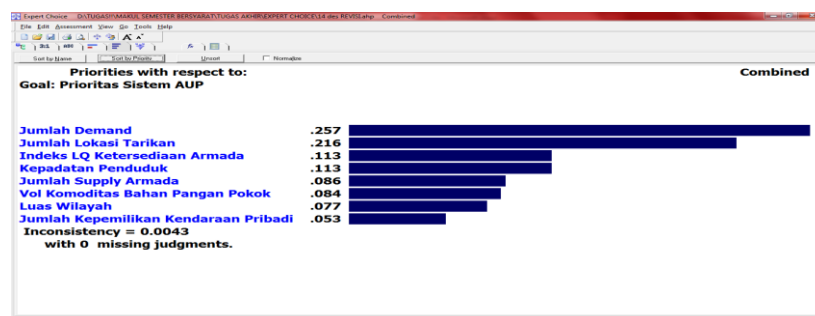 Expert Choice D:\TUGAS\MAKUL SEMESTER BERSYARAT\TUGAS AKHIR\EXPERT CHOICE\14 des REVISI.ahp Combined
File Edit Assessment View Go Tools Help
Sort by Name Sort by Priority Unsort Normalize
Priorities with respect to: Combined
Goal: Prioritas Sistem AUP
Jumlah Demand .257
Jumlah Lokasi Tarikan .216
Indeks LQ Ketersediaan Armada .113
Kepadatan Penduduk .113
Jumlah Supply Armada .086
Vol Komoditas Bahan Pangan Pokok .084
Luas Wilayah .077
Jumlah Kepemilikan Kendaraan Pribadi .053
Inconsistency = 0.0043
with 0 missing judgments.